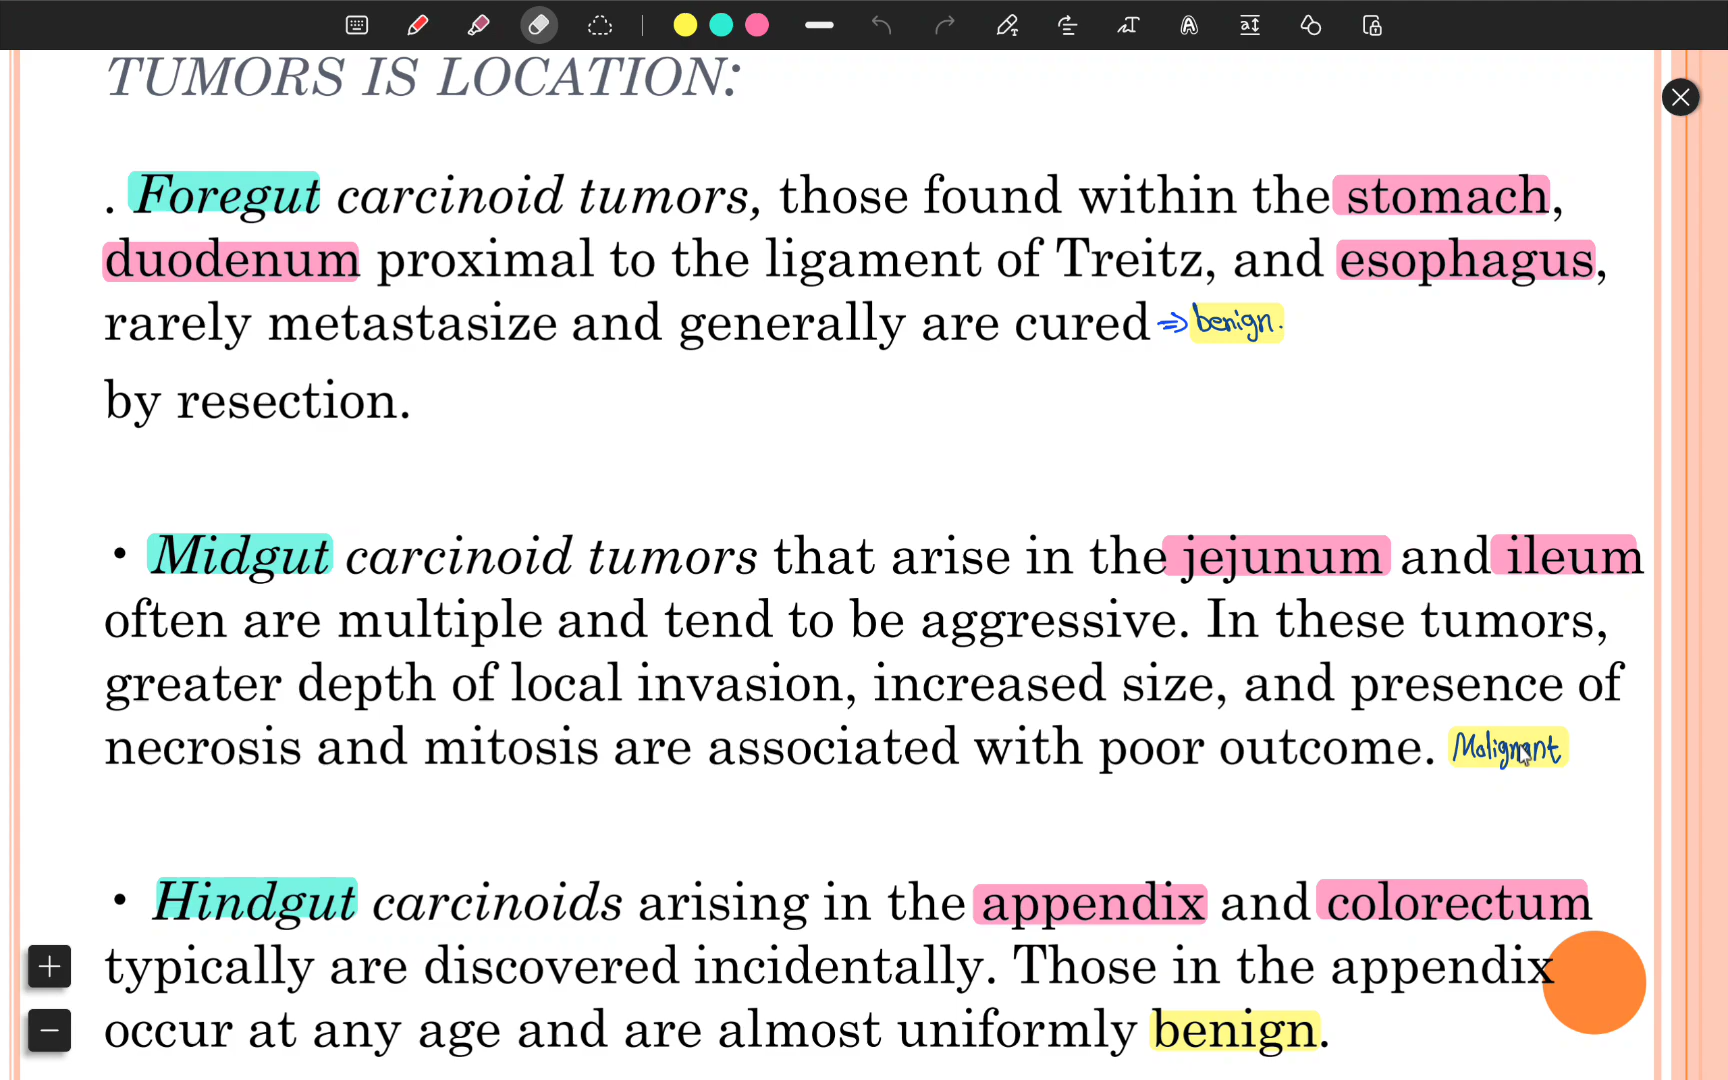 TUMORS IS LOCATION:
. Foregut carcinoid tumors, those found within the stomach,
duodenum proximal to the ligament of Treitz, and esophagus,
rarely metastasize and generally are cured ⇒ benign.
by resection.
• Midgut carcinoid tumors that arise in the jejunum and ileum
often are multiple and tend to be aggressive. In these tumors,
greater depth of local invasion, increased size, and presence of
necrosis and mitosis are associated with poor outcome. Malignant
• Hindgut carcinoids arising in the appendix and colorectum
typically are discovered incidentally. Those in the appendix
occur at any age and are almost uniformly benign.